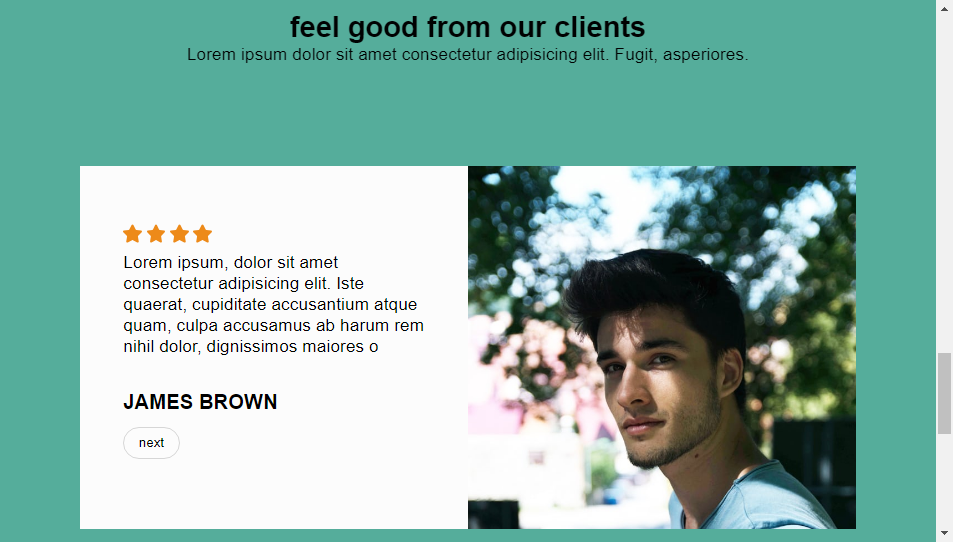 feel good from our clients
Lorem ipsum dolor sit amet consectetur adipisicing elit. Fugit, asperiores.
Lorem ipsum, dolor sit amet
consectetur adipisicing elit. Iste
quaerat, cupiditate accusantium atque
quam, culpa accusamus ab harum rem
nihil dolor, dignissimos maiores o
JAMES BROWN
next